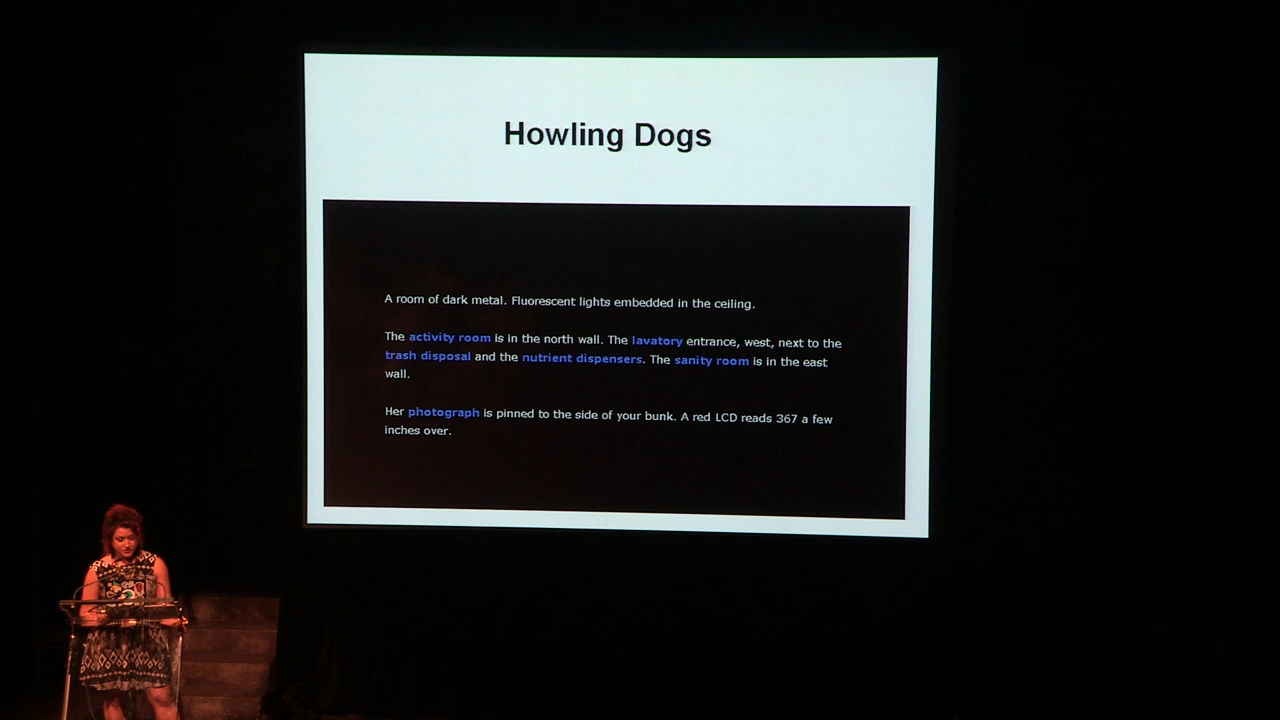 Howling Dogs
A room of dark metal. Fluorescent lights embedded in the ceiling.
The activity room is in the north wall. The lavatory entrance, west, next to the
trash disposal and the nutrient dispensers. The sanity room is in the east
wall.
Her photograph is pinned to the side of your bunk. A red LCD reads 367 a few
inches over.